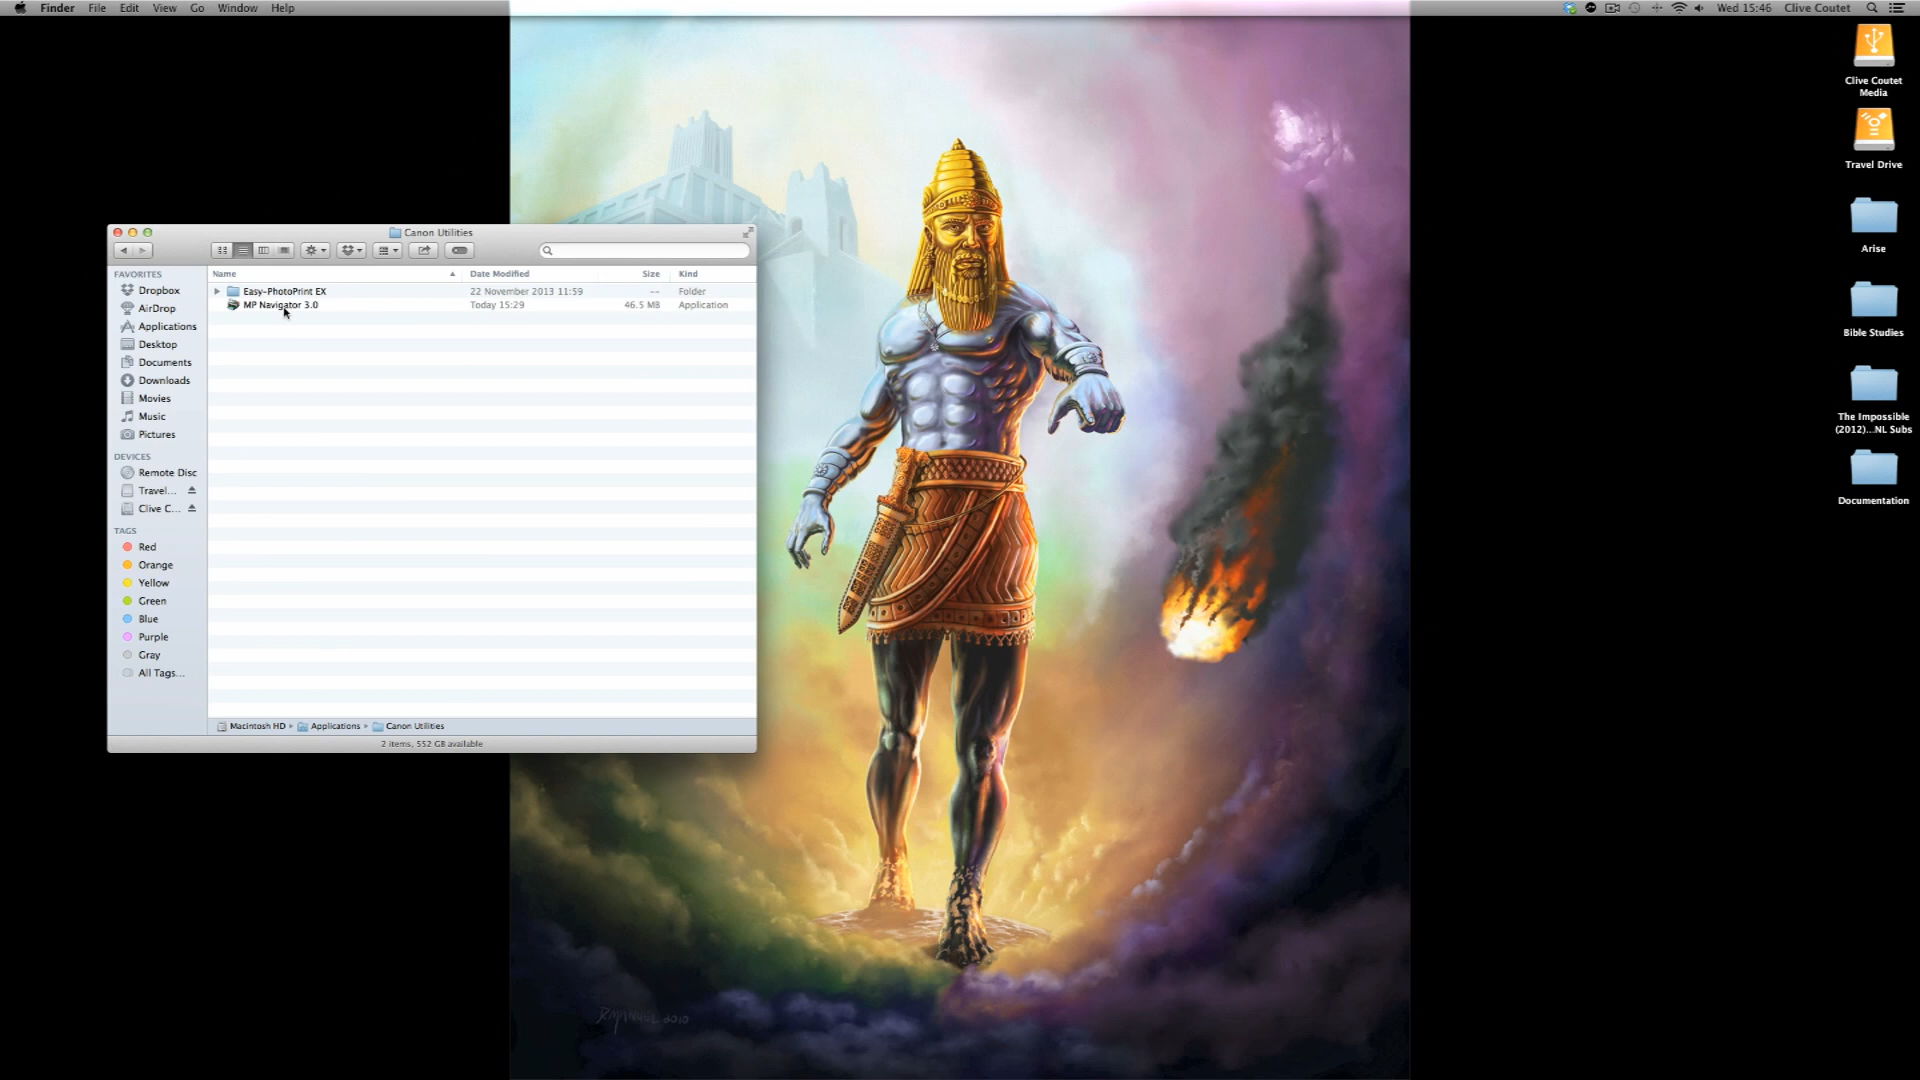 Finder File Edit View Go Window Help
Wed 15:46 Clive Coutet
Canon Utilities
FAVORITES
Dropbox
AirDrop
Applications
Desktop
Documents
Downloads
Movies
Music
Pictures
DEVICES
Remote Disc
Travel...
Clive C...
TAGS
Red
Orange
Yellow
Green
Blue
Purple
Gray
All Tags...
Name Date Modified Size Kind
Easy-PhotoPrint EX 22 November 2013 11:59 -- Folder
MP Navigator 3.0 Today 15:29 46.5 MB Application
Macintosh HD Applications Canon Utilities
2 items, 552 GB available
Clive Coutet
Media
Travel Drive
Arise
Bible Studies
The Impossible
(2012)...NL Subs
Documentation